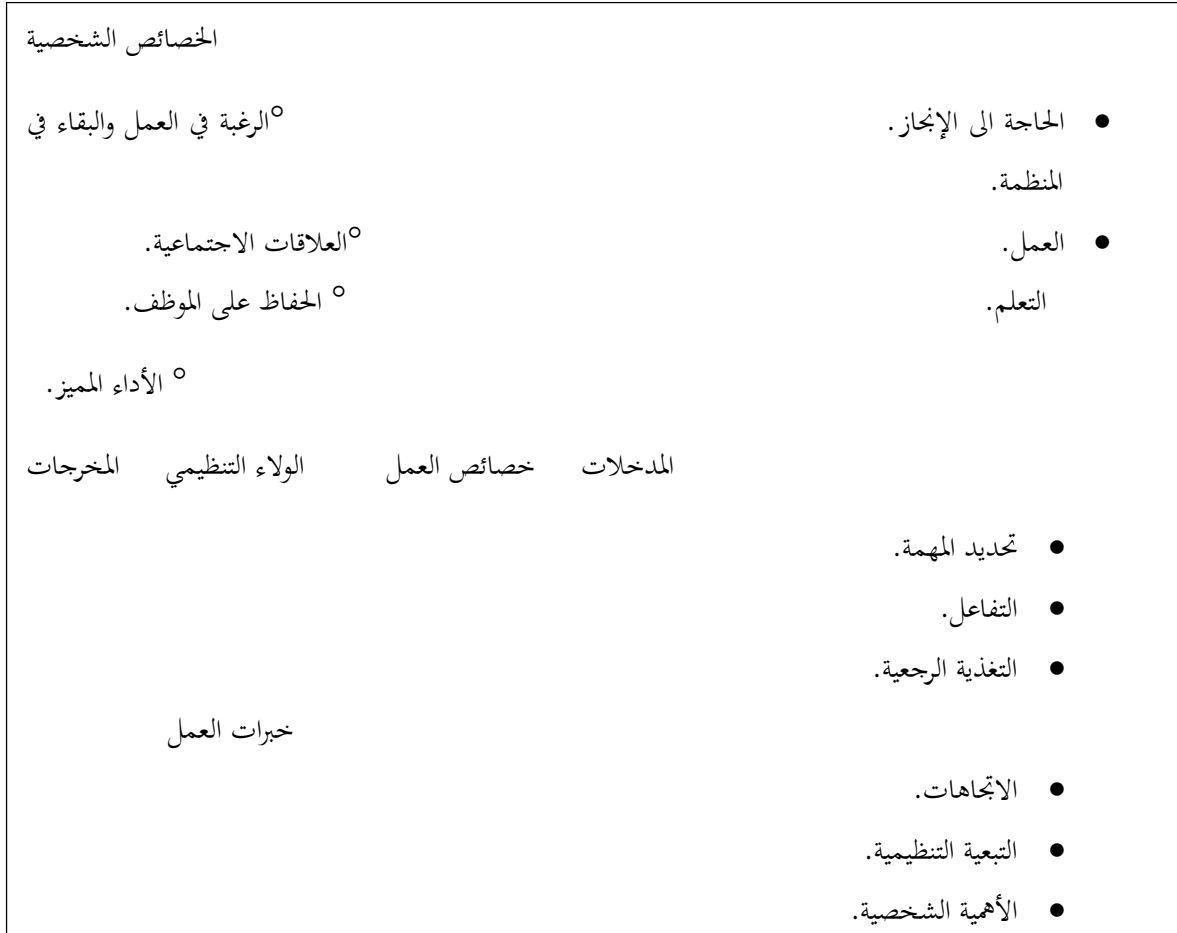 الخصائص الشخصية
● الحاجة الى الإنجاز. °الرغبة في العمل والبقاء في
المنظمة.
● العمل. °العلاقات الاجتماعية.
التعلم. ° الحفاظ على الموظف.
° الأداء المميز.
المدخلات خصائص العمل الولاء التنظيمي المخرجات
● تحديد المهمة.
● التفاعل.
● التغذية الرجعية.
خبرات العمل
● الاتجاهات.
● التبعية التنظيمية.
● الأهمية الشخصية.